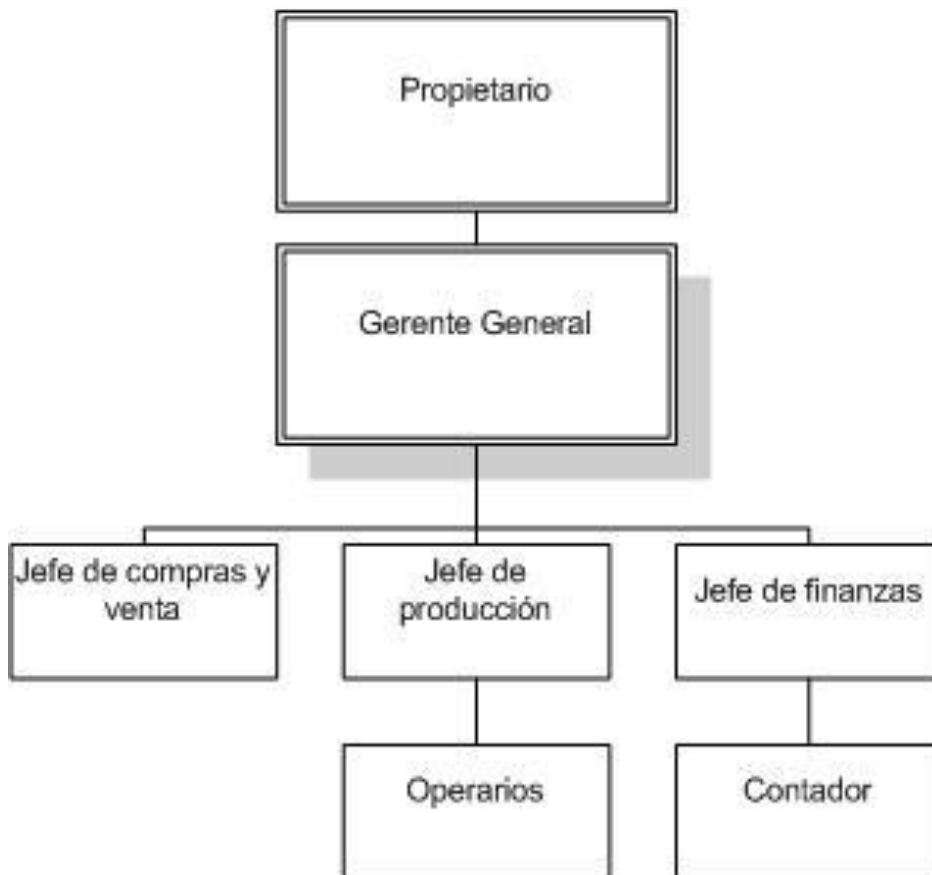 Propietario
Gerente General
Jefe de compras y
venta
Jefe de
producción
Jefe de finanzas
Operarios
Contador